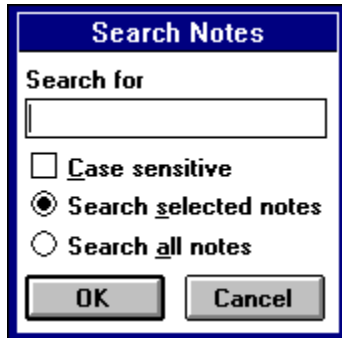 Search Notes
Search for
Case sensitive
Search selected notes
Search all notes
OK Cancel